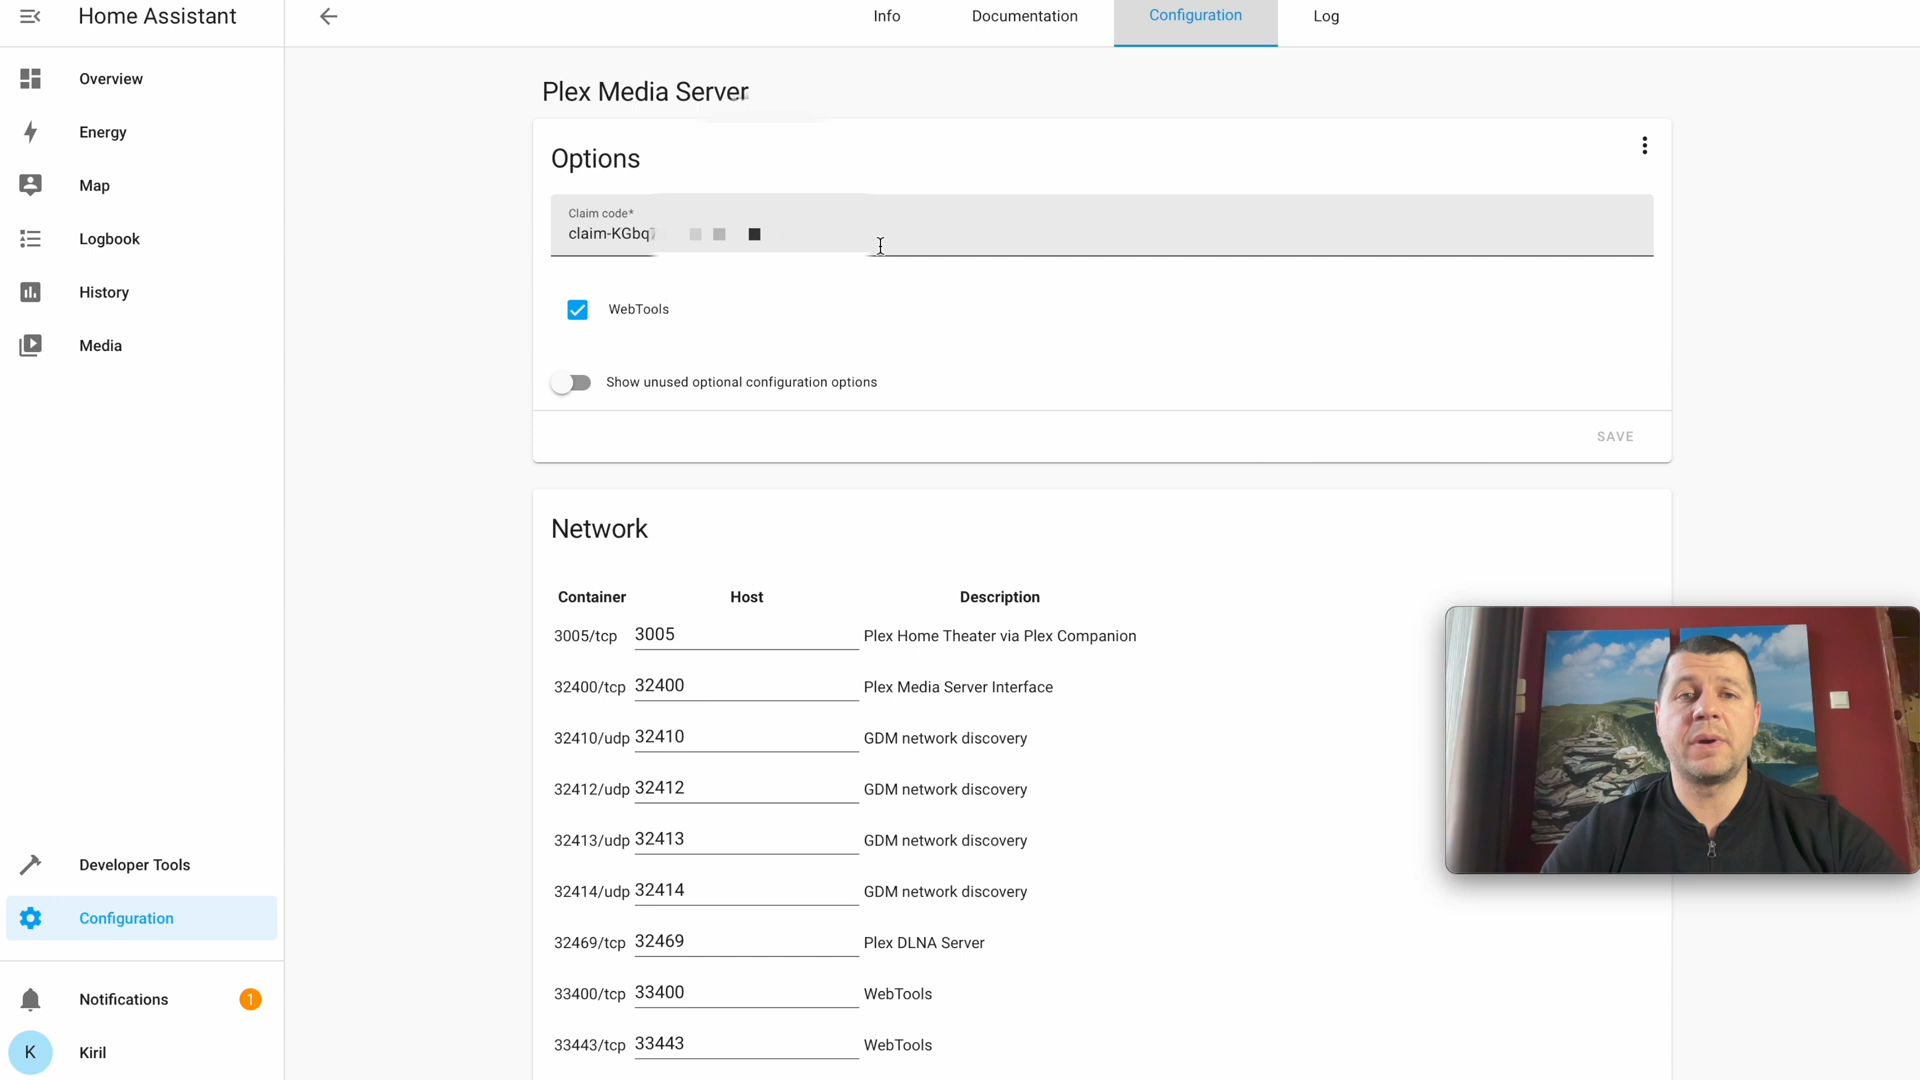 Home Assistant
Info
Documentation
Configuration
Log
Overview
Energy
Map
Logbook
History
Media
Developer Tools
Configuration
Notifications
1
K
Kiril
Plex Media Server
Options
Claim code*
claim-KGbq
WebTools
Show unused optional configuration options
SAVE
Network
Container Host Description
3005/tcp 3005 Plex Home Theater via Plex Companion
32400/tcp 32400 Plex Media Server Interface
32410/udp 32410 GDM network discovery
32412/udp 32412 GDM network discovery
32413/udp 32413 GDM network discovery
32414/udp 32414 GDM network discovery
32469/tcp 32469 Plex DLNA Server
33400/tcp 33400 WebTools
33443/tcp 33443 WebTools